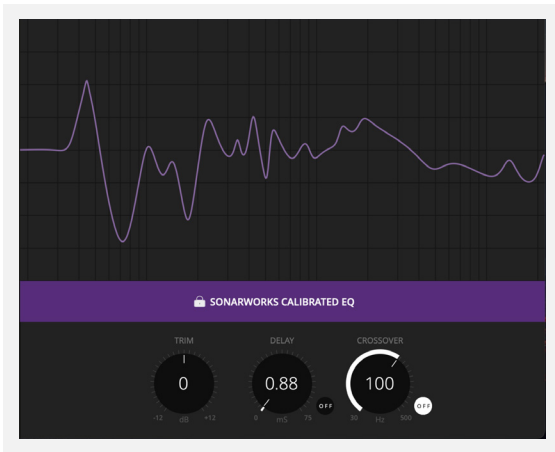 SONARWORKS CALIBRATED EQ
TRIM DELAY CROSSOVER
0 0.88 100
OFF OFF
-12 dB +12 0 mS 75 30 Hz 500